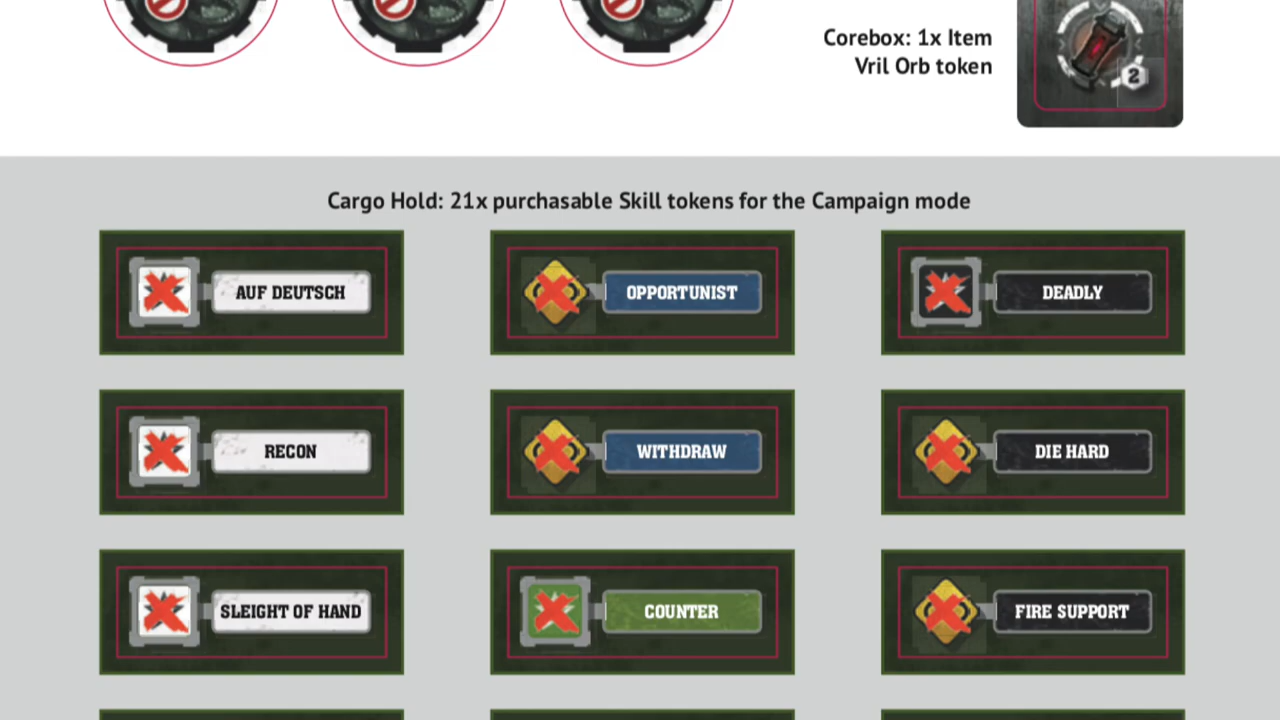 Corebox: 1x Item
Vril Orb token
2
Cargo Hold: 21x purchasable Skill tokens for the Campaign mode
AUF DEUTSCH
OPPORTUNIST
DEADLY
RECON
WITHDRAW
DIE HARD
SLEIGHT OF HAND
COUNTER
FIRE SUPPORT